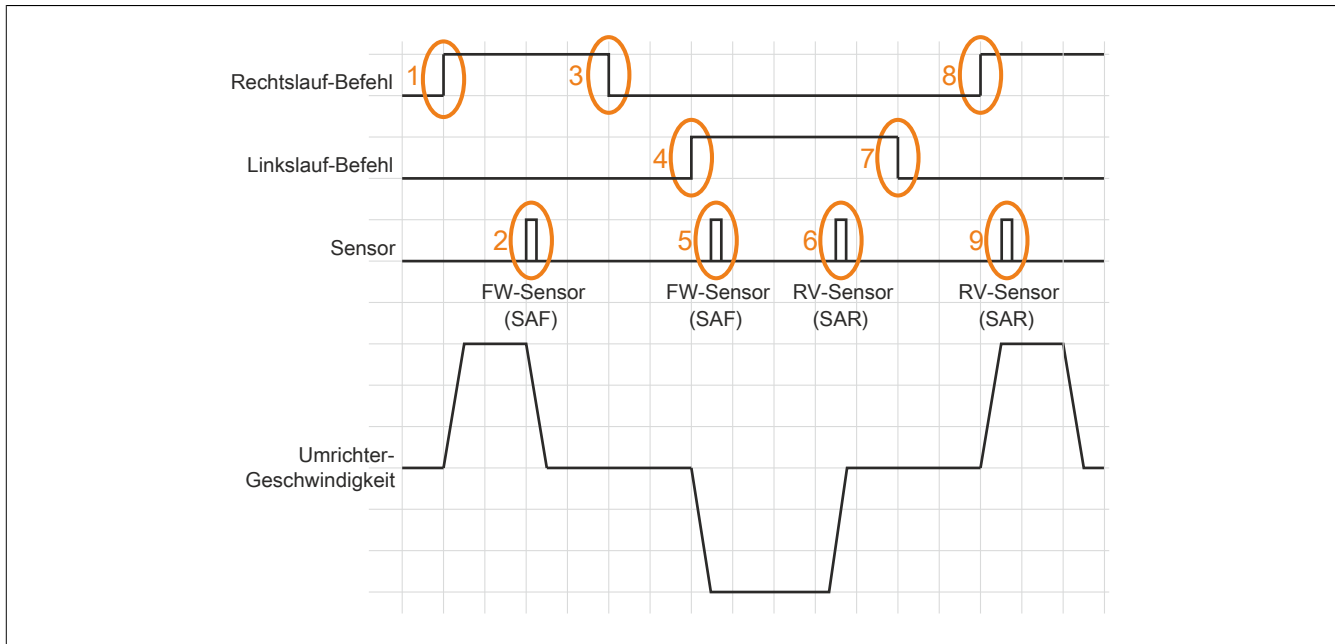 1
3
8
Rechtslauf-Befehl
4
7
Linkslauf-Befehl
2
5
6
9
Sensor
FW-Sensor
(SAF)
FW-Sensor
(SAF)
RV-Sensor
(SAR)
RV-Sensor
(SAR)
Umrichter-
Geschwindigkeit